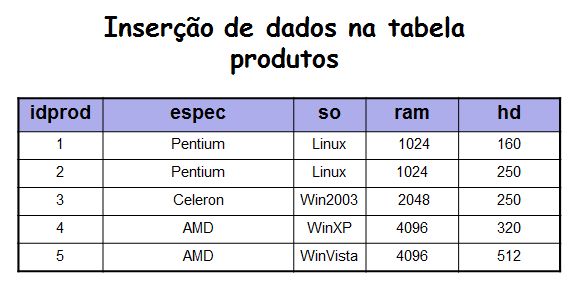 Inserção de dados na tabela
produtos
idprod espec so ram hd
1 Pentium Linux 1024 160
2 Pentium Linux 1024 250
3 Celeron Win2003 2048 250
4 AMD WinXP 4096 320
5 AMD WinVista 4096 512